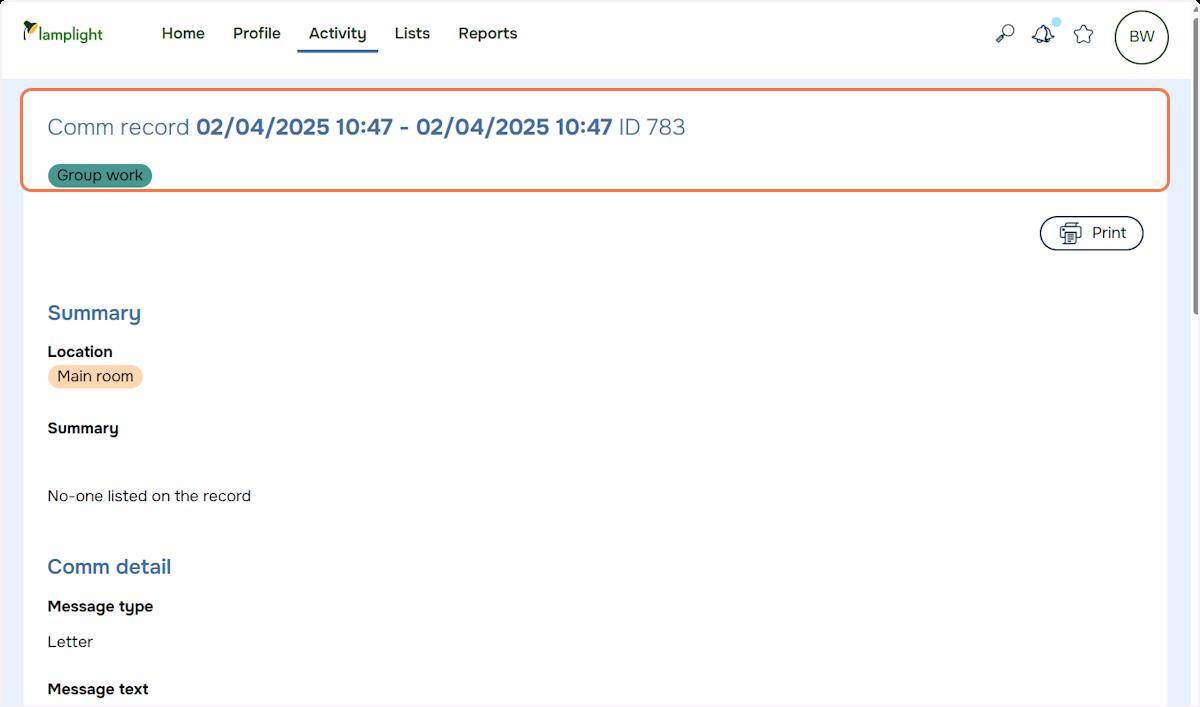 lamplight Home Profile Activity Lists Reports BW
Comm record 02/04/2025 10:47 - 02/04/2025 10:47 ID 783
Group work
Print
Summary
Location
Main room
Summary
No-one listed on the record
Comm detail
Message type
Letter
Message text